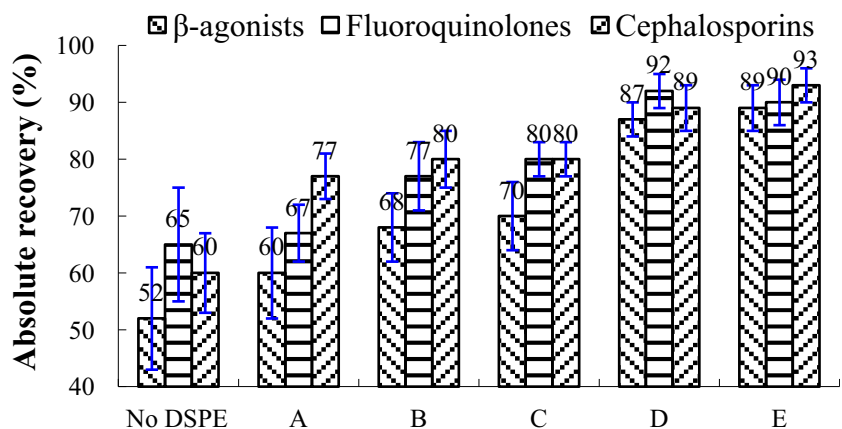 β-agonists Fluoroquinolones Cephalosporins
Absolute recovery (%)
100
90
80
70
60
50
40
52 65 60
60 67 77
68 77 80
70 80 80
87 92 89
89 90 93
No DSPE A B C D E